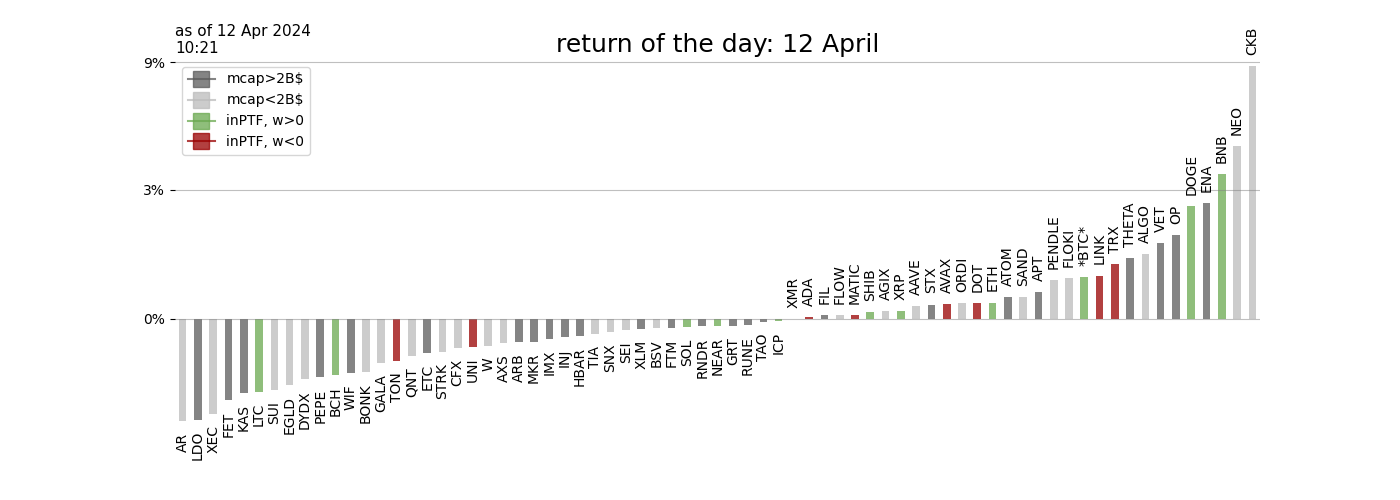 as of 12 Apr 2024
10:21
return of the day: 12 April
mcap>2B$
mcap<2B$
inPTF, w>0
inPTF, w<0
9%
3%
0%
AR
LDO
XEC
FET
KAS
LTC
SUI
EGLD
DYDX
PEPE
BCH
WIF
BONK
GALA
TON
QNT
ETC
STRK
CFX
UNI
W
AXS
ARB
MKR
IMX
INJ
HBAR
TIA
SNX
SEI
XLM
BSV
FTM
SOL
RNDR
NEAR
GRT
RUNE
TAO
ICP
XMR
ADA
FIL
FLOW
MATIC
SHIB
AGIX
XRP
AAVE
STX
AVAX
ORDI
DOT
ETH
ATOM
SAND
APT
PENDLE
FLOKI
*BTC*
LINK
TRX
THETA
ALGO
VET
OP
DOGE
ENA
BNB
NEO
CKB